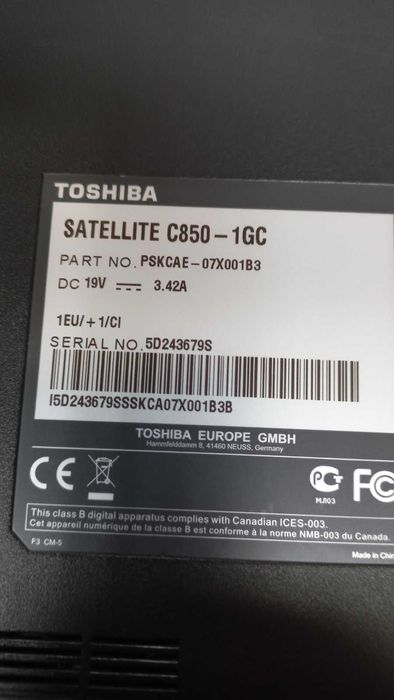 TOSHIBA
SATELLITE C850-1GC
PART NO. PSKCAE-07X001B3
DC 19V 3.42A
1EU/+1/CI
SERIAL NO. 5D243679S
I5D243679SSSKCA07X001B3B
TOSHIBA EUROPE GMBH
Hammfelddamm 8, 41460 NEUSS, Germany
CE
PG
МЛ03
FC
This class B digital apparatus complies with Canadian ICES-003.
Cet appareil numérique de la classe B est conforme à la norme NMB-003 du Canada.
F3 CM-5
Made in Chin